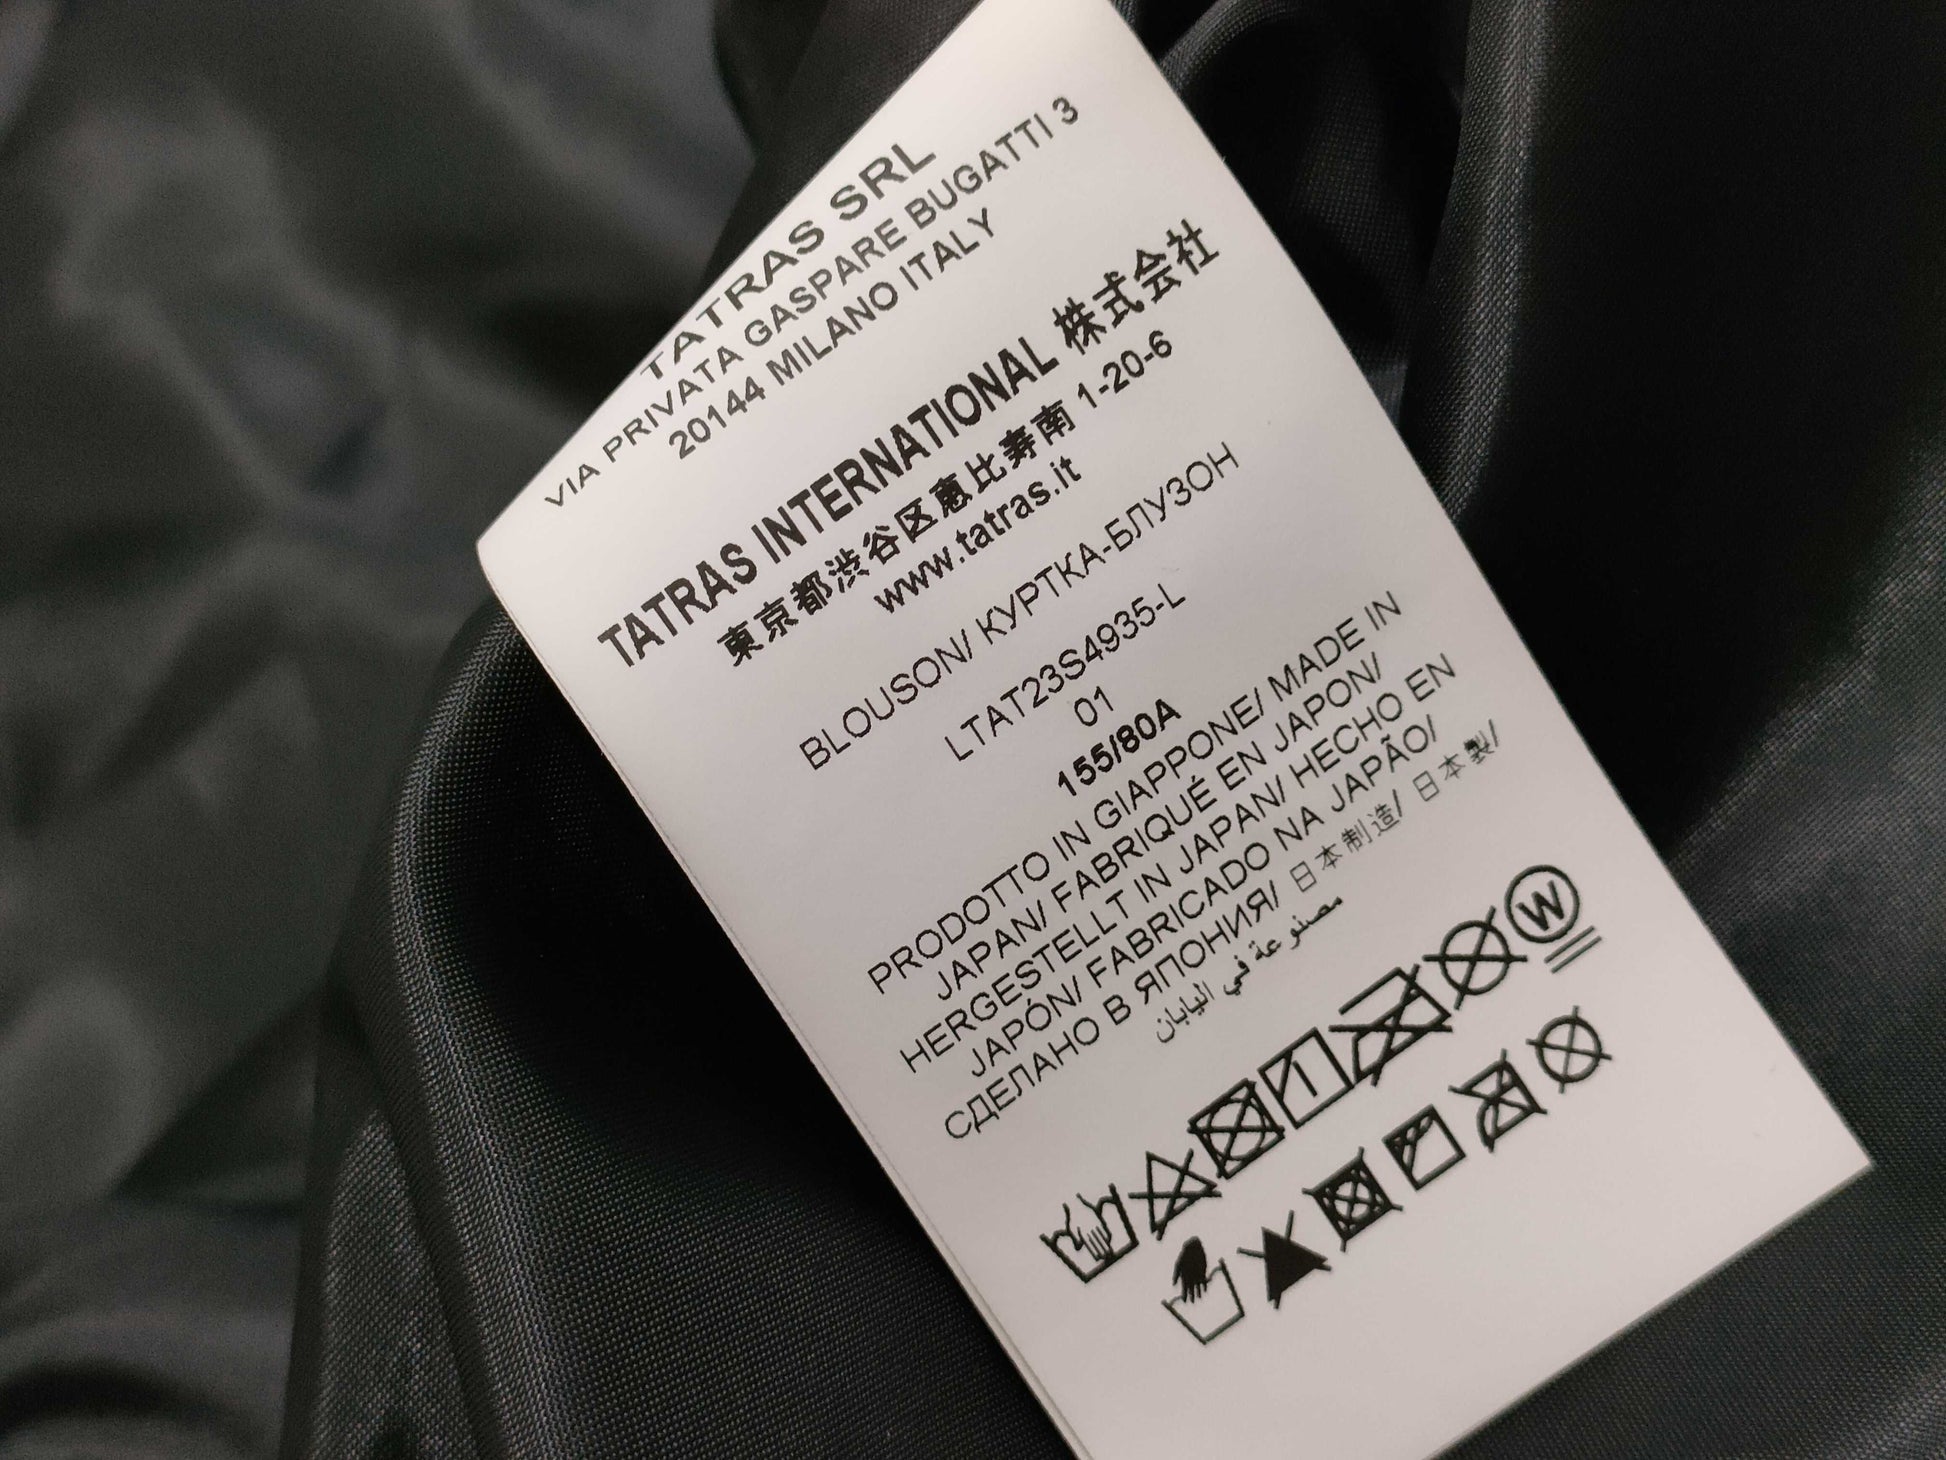 TATRAS SRL
VIA PRIVATA GASPARE BUGATTI 3
20144 MILANO ITALY
TATRAS INTERNATIONAL 株式会社
東京都渋谷区恵比寿南 1-20-6
www.tatras.it
BLOUSON/ КУРТКА-БЛУЗОН
LTAT23S4935-L
01
155/80A
PRODOTTO IN GIAPPONE/ MADE IN
JAPAN/ FABRIQUÉ EN JAPON/
HERGESTELLT IN JAPAN/ HECHO EN
JAPÓN/ FABRICADO NA JAPÃO/
СДЕЛАНО В ЯПОНИЯ/ 日本制造/ 日本製/
مصنوعة في اليابان
W